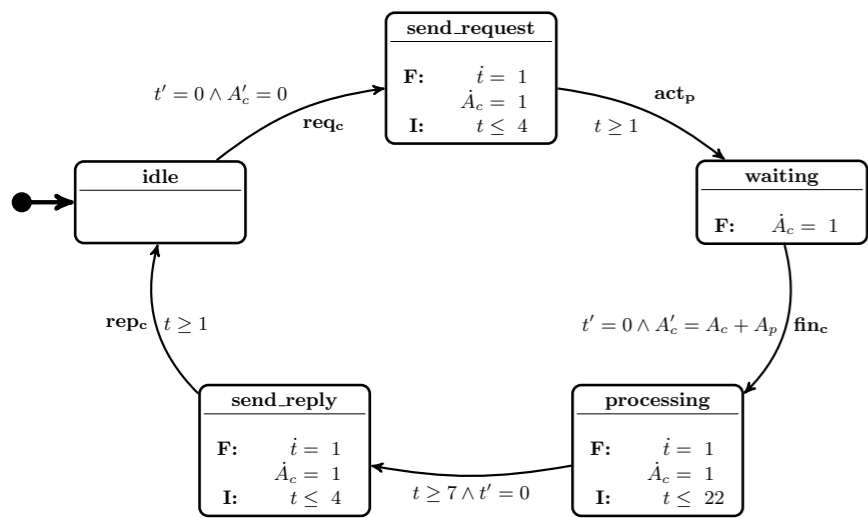 send_request
F: ṫ = 1
Ȧ_c = 1
I: t ≤ 4
t′ = 0 ∧ A′_c = 0
req_c
act_p
t ≥ 1
idle
waiting
F: Ȧ_c = 1
rep_c t ≥ 1
t′ = 0 ∧ A′_c = A_c + A_p fin_c
send_reply
F: ṫ = 1
Ȧ_c = 1
I: t ≤ 4
t ≥ 7 ∧ t′ = 0
processing
F: ṫ = 1
Ȧ_c = 1
I: t ≤ 22